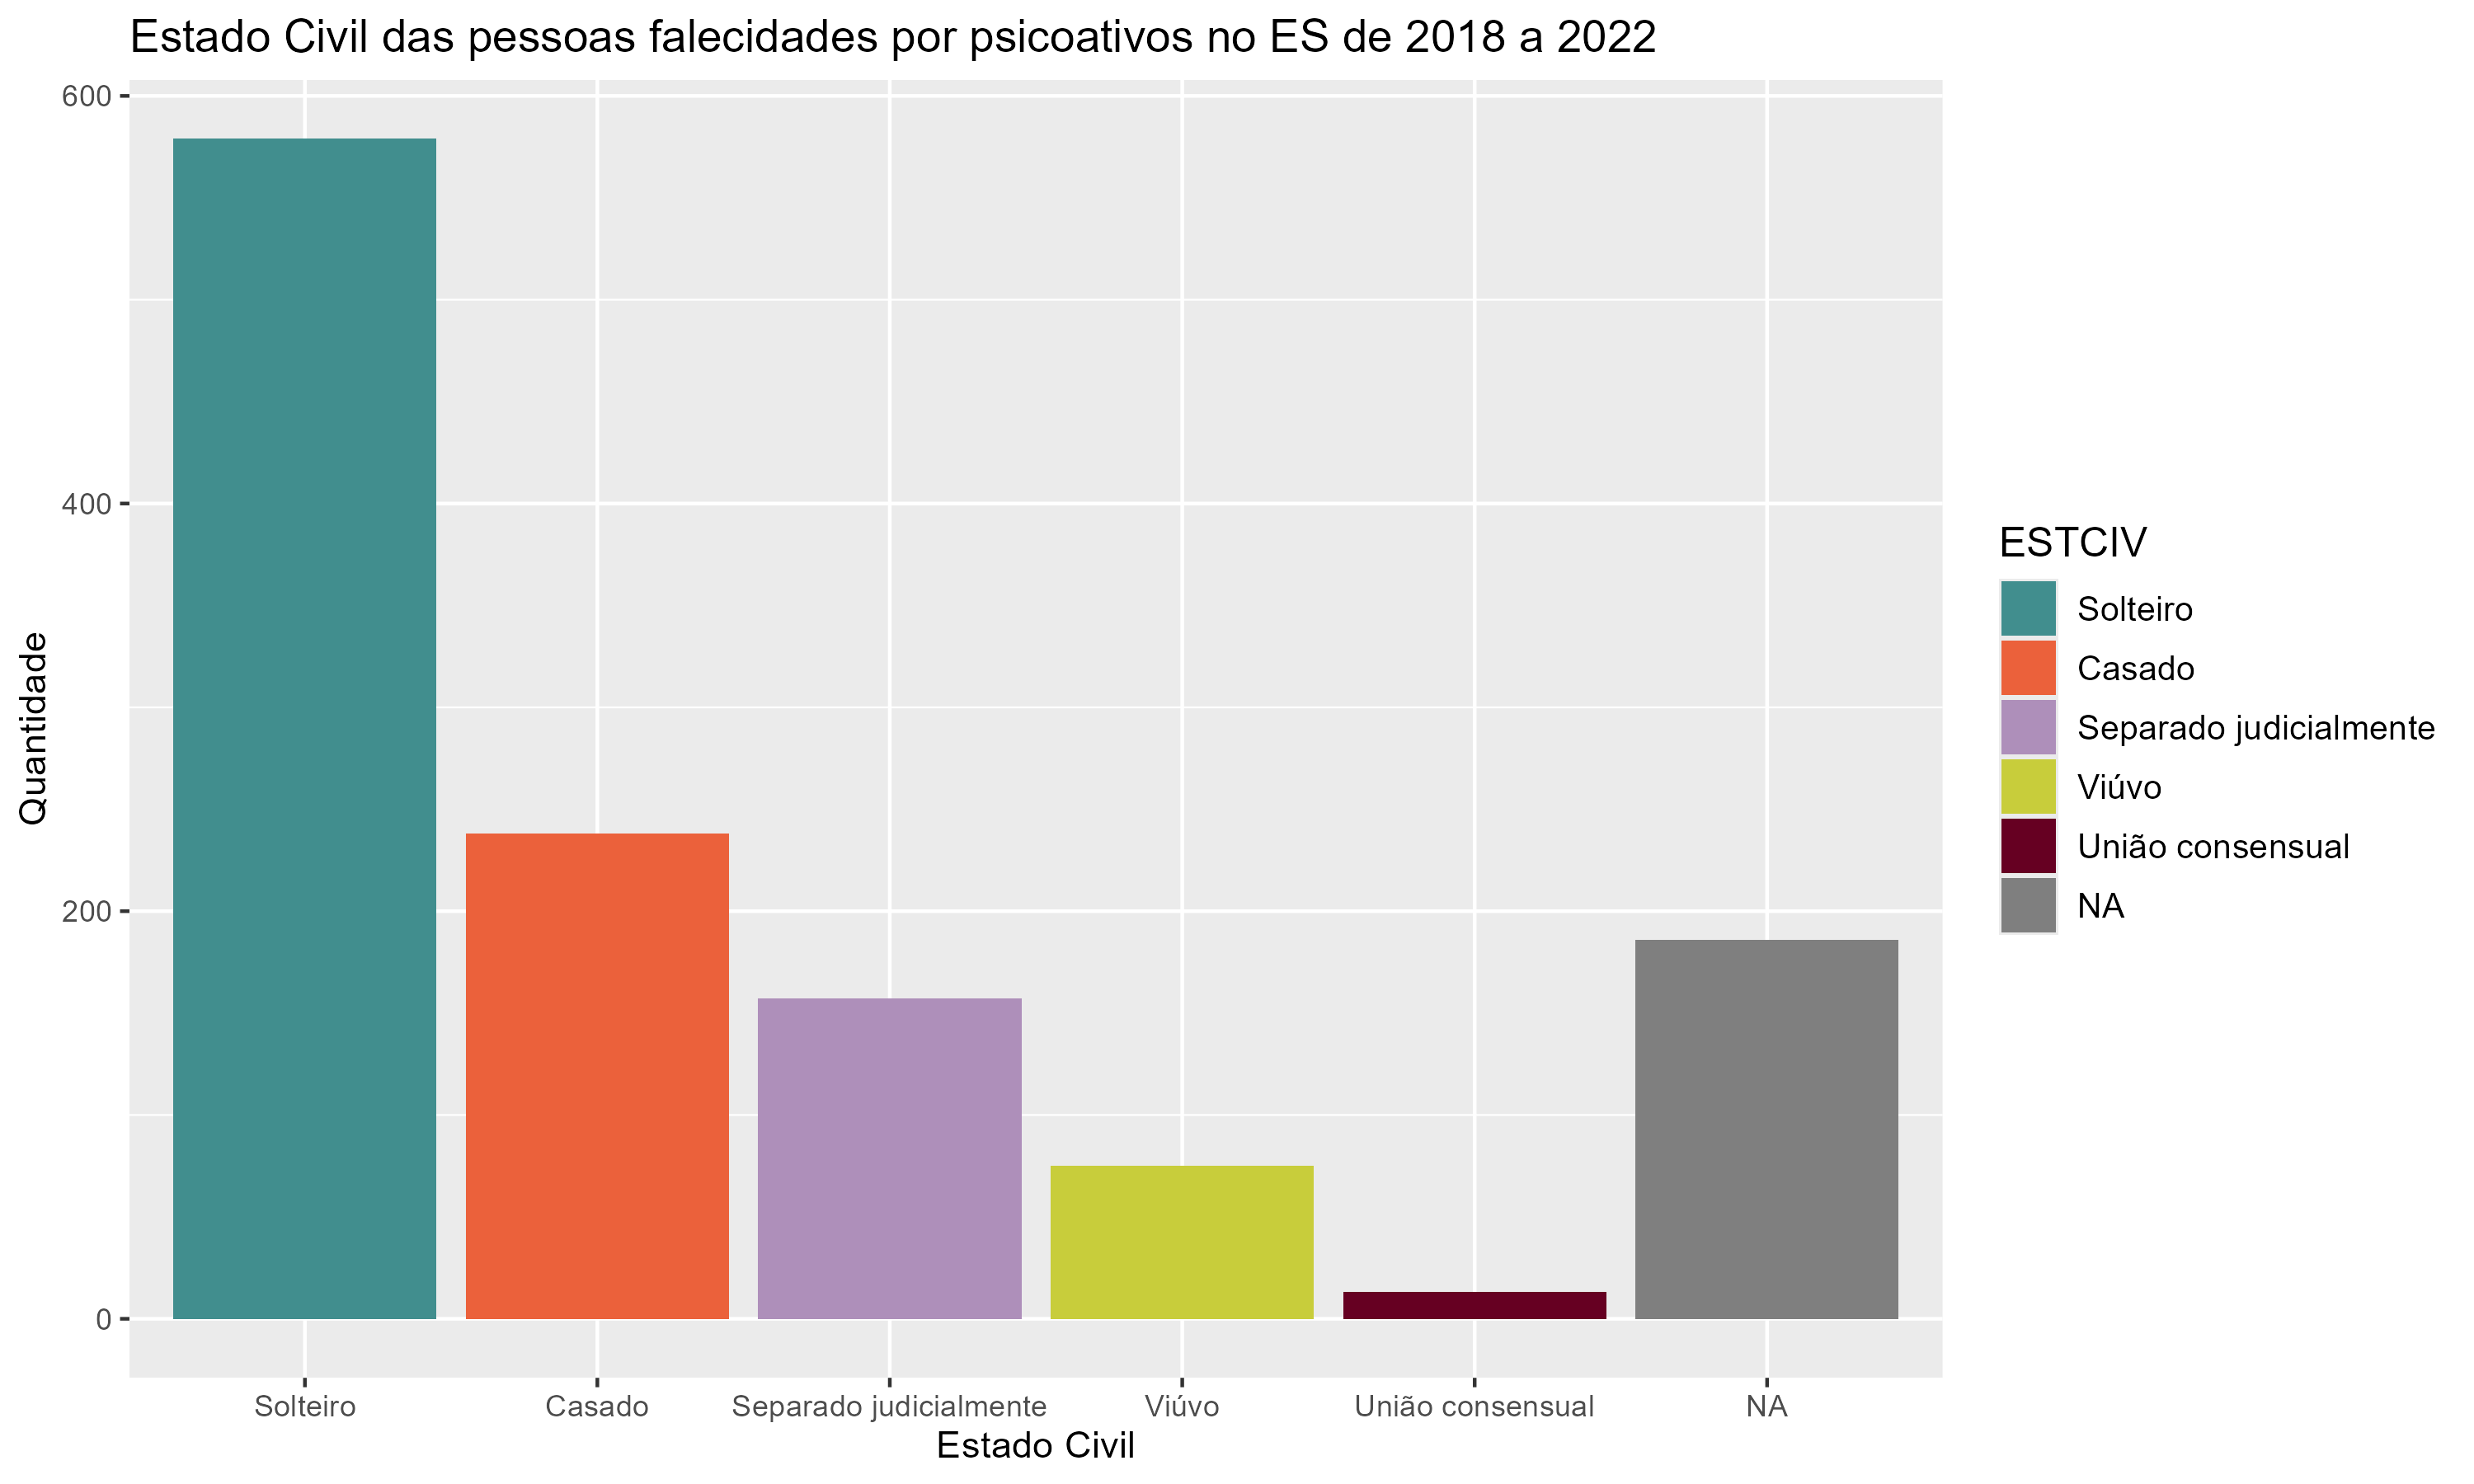 Estado Civil das pessoas falecidades por psicoativos no ES de 2018 a 2022
Quantidade
600
400
200
0
Solteiro
Casado
Separado judicialmente
Viúvo
União consensual
NA
Estado Civil
ESTCIV
Solteiro
Casado
Separado judicialmente
Viúvo
União consensual
NA